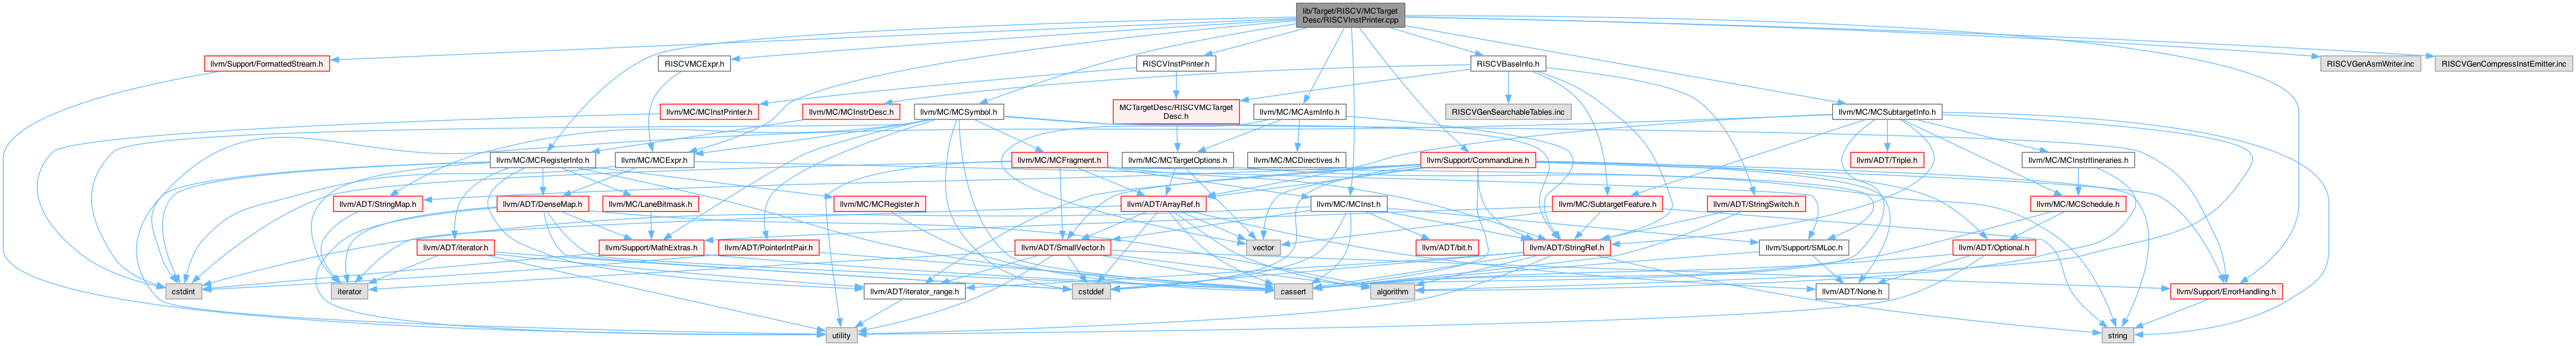 lib/Target/RISCV/MCTarget
Desc/RISCVInstPrinter.cpp
llvm/Support/FormattedStream.h
RISCVMCExpr.h
RISCVInstPrinter.h
RISCVBaseInfo.h
RISCVGenAsmWriter.inc
RISCVGenCompressInstEmitter.inc
llvm/MC/MCInstPrinter.h
llvm/MC/MCInstrDesc.h
llvm/MC/MCSymbol.h
MCTargetDesc/RISCVMCTarget
Desc.h
llvm/MC/MCAsmInfo.h
RISCVGenSearchableTables.inc
llvm/MC/MCSubtargetInfo.h
llvm/MC/MCRegisterInfo.h
llvm/MC/MCExpr.h
llvm/MC/MCFragment.h
llvm/MC/MCTargetOptions.h
llvm/MC/MCDirectives.h
llvm/Support/CommandLine.h
llvm/ADT/Triple.h
llvm/MC/MCInstrItineraries.h
llvm/ADT/StringMap.h
llvm/ADT/DenseMap.h
llvm/MC/LaneBitmask.h
llvm/MC/MCRegister.h
llvm/ADT/ArrayRef.h
llvm/MC/MCInst.h
llvm/MC/SubtargetFeature.h
llvm/ADT/StringSwitch.h
llvm/MC/MCSchedule.h
llvm/ADT/iterator.h
llvm/Support/MathExtras.h
llvm/ADT/PointerIntPair.h
llvm/ADT/SmallVector.h
vector
llvm/ADT/bit.h
llvm/ADT/StringRef.h
llvm/Support/SMLoc.h
llvm/ADT/Optional.h
cstdint
iterator
llvm/ADT/iterator_range.h
cstddef
cassert
algorithm
llvm/ADT/None.h
llvm/Support/ErrorHandling.h
utility
string